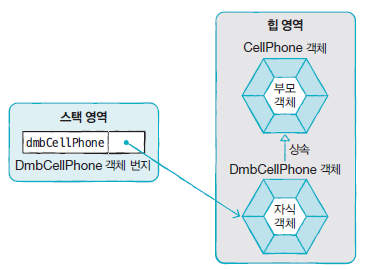 힙 영역
CellPhone 객체
부모
객체
스택 영역
상속
dmbCellPhone
DmbCellPhone 객체 번지
DmbCellPhone 객체
자식
객체